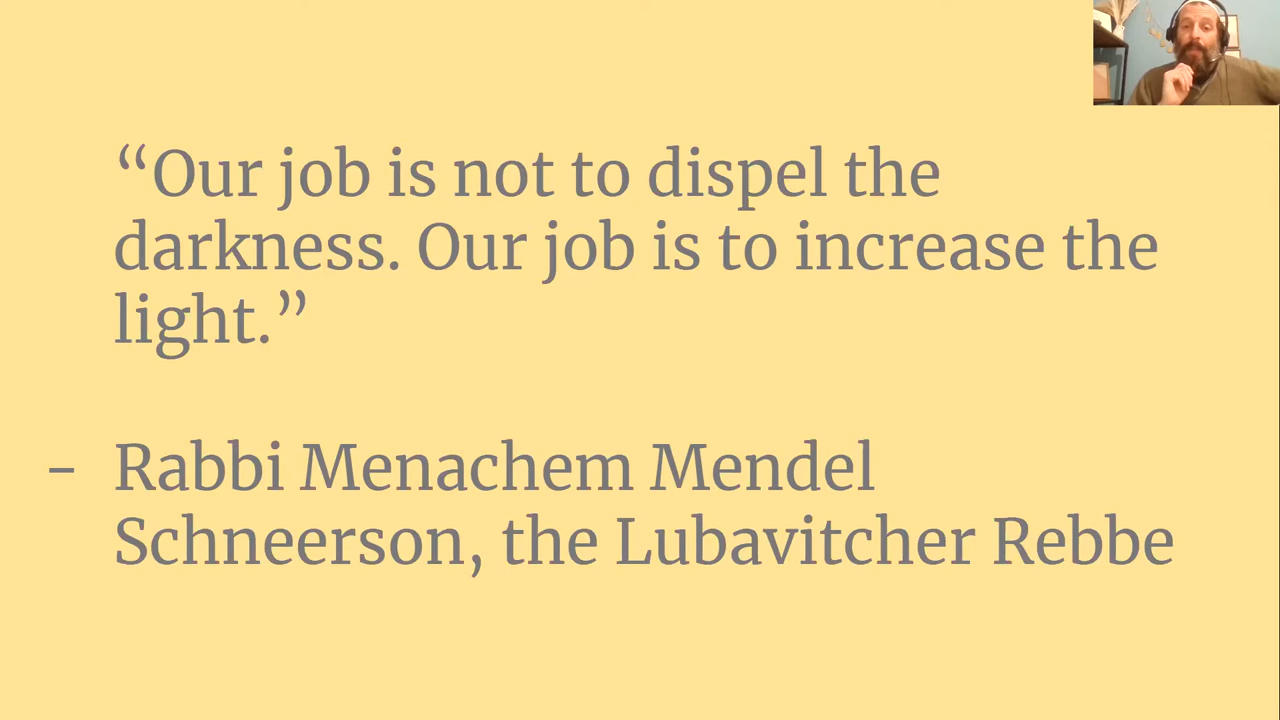 “Our job is not to dispel the
darkness. Our job is to increase the
light.”
- Rabbi Menachem Mendel
Schneerson, the Lubavitcher Rebbe